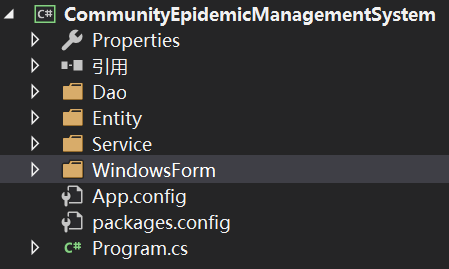 C# CommunityEpidemicManagementSystem
Properties
引用
Dao
Entity
Service
WindowsForm
App.config
packages.config
C# Program.cs